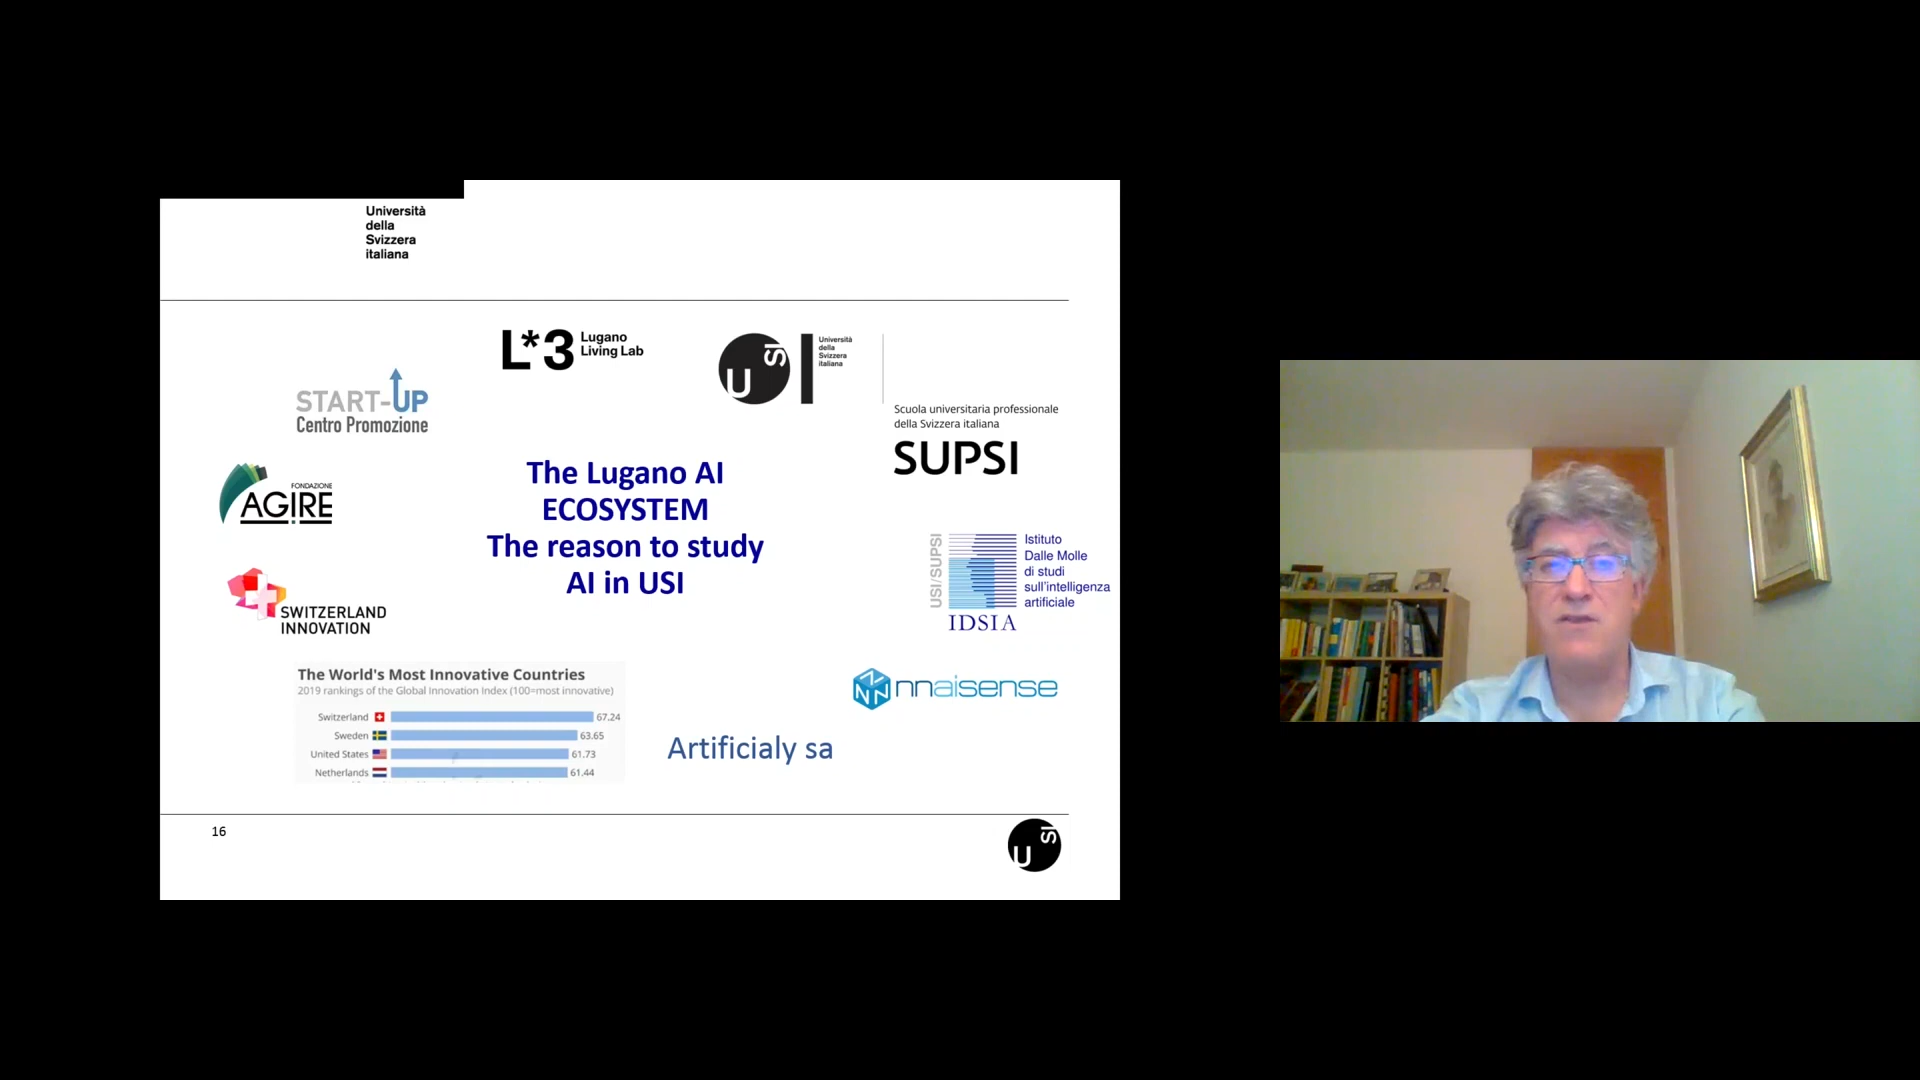 Università
della
Svizzera
italiana
L*3 Lugano
Living Lab
USI Università
della
Svizzera
italiana
START-UP
Centro Promozione
Scuola universitaria professionale
della Svizzera italiana
SUPSI
FONDAZIONE
AGIRE
The Lugano AI
ECOSYSTEM
The reason to study
AI in USI
USI/SUPSI
Istituto
Dalle Molle
di studi
sull'intelligenza
artificiale
IDSIA
SWITZERLAND
INNOVATION
The World's Most Innovative Countries
2019 rankings of the Global Innovation Index (100=most innovative)
Switzerland 67.24
Sweden 63.65
United States 61.73
Netherlands 61.44
NNN nnaisense
Artificialy sa
16
USI